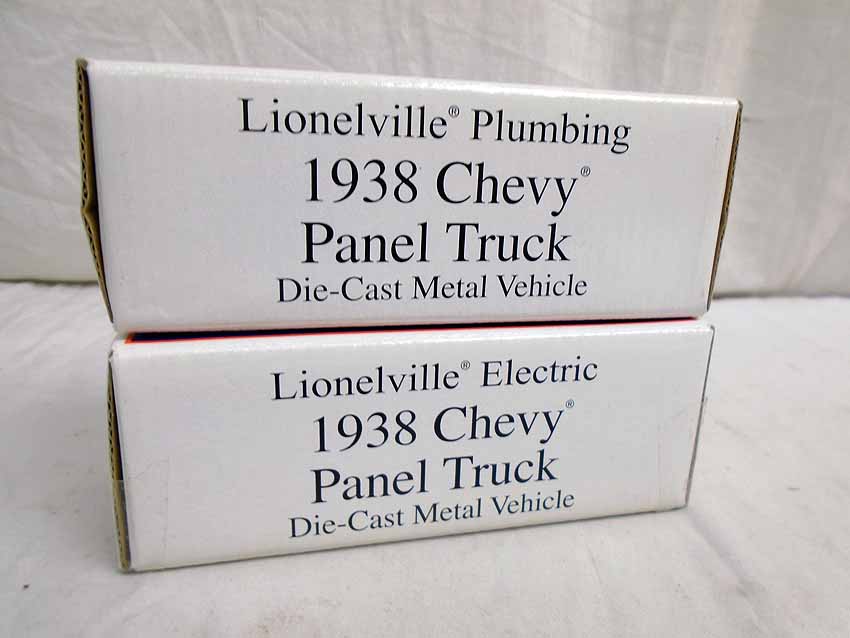 Lionelville® Plumbing
1938 Chevy®
Panel Truck
Die-Cast Metal Vehicle
Lionelville® Electric
1938 Chevy®
Panel Truck
Die-Cast Metal Vehicle